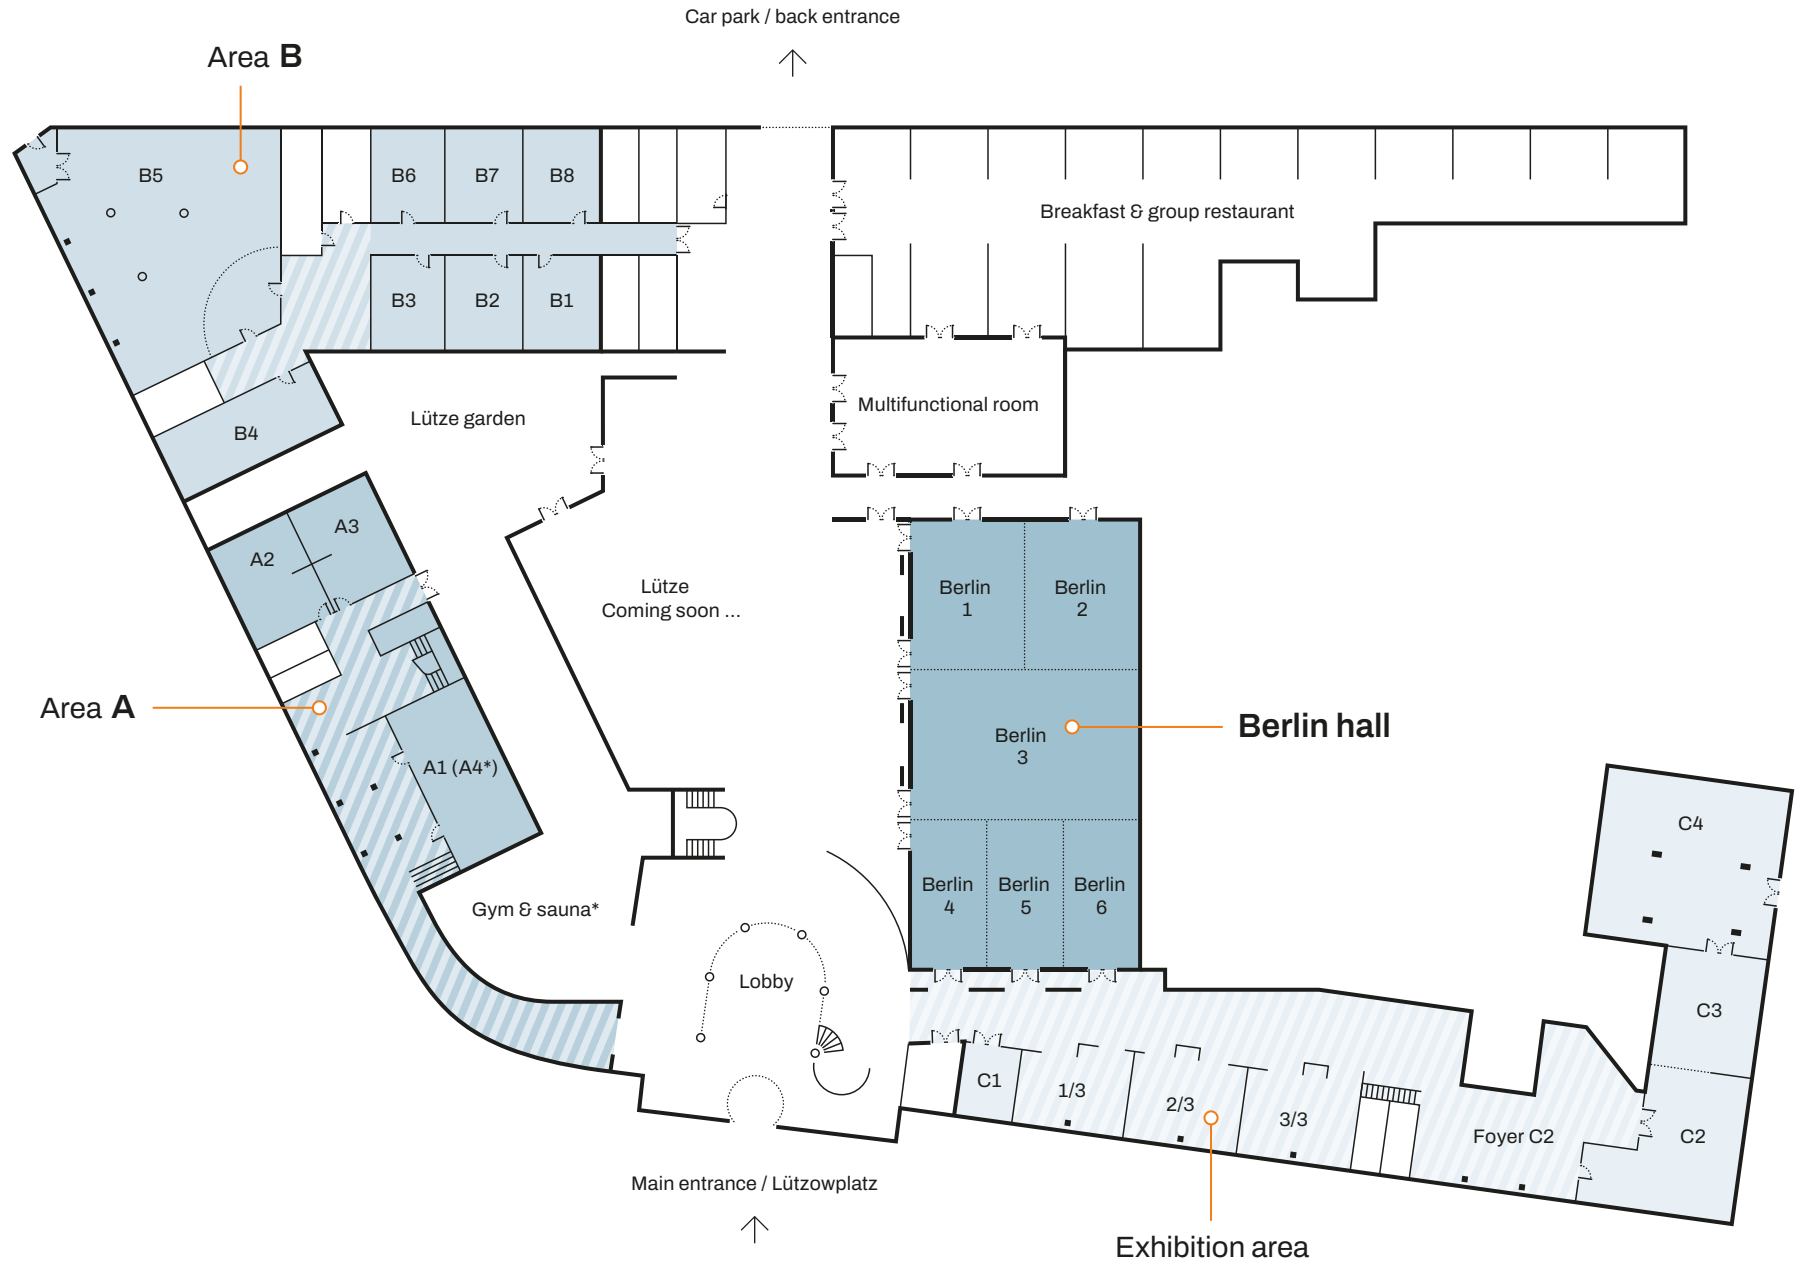 Car park / back entrance
Area B
B5
B6
B7
B8
Breakfast & group restaurant
B3
B2
B1
Multifunctional room
Lütze garden
B4
A3
A2
Lütze
Coming soon ...
Berlin
1
Berlin
2
Area A
Berlin
3
Berlin hall
A1 (A4*)
C4
Berlin
4
Berlin
5
Berlin
6
Gym & sauna*
Lobby
C3
C1
1/3
2/3
3/3
Foyer C2
C2
Main entrance / Lützowplatz
Exhibition area